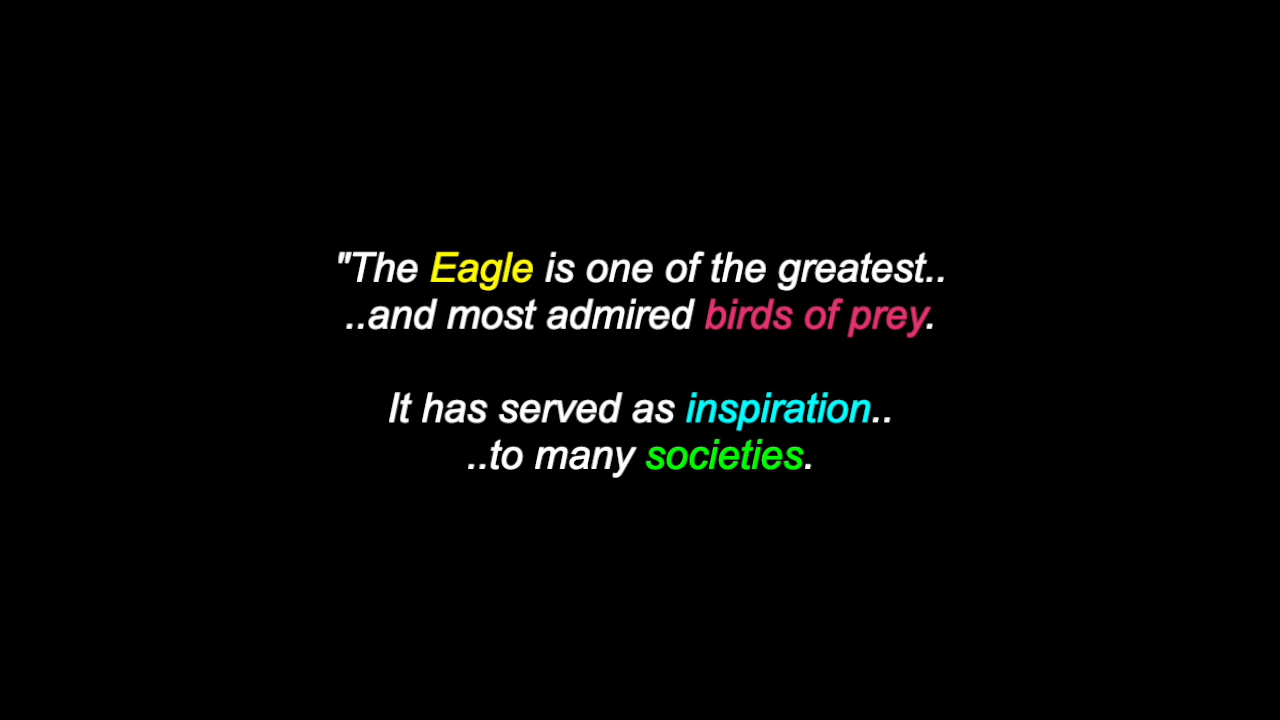 "The Eagle is one of the greatest..
..and most admired birds of prey.
It has served as inspiration..
..to many societies.